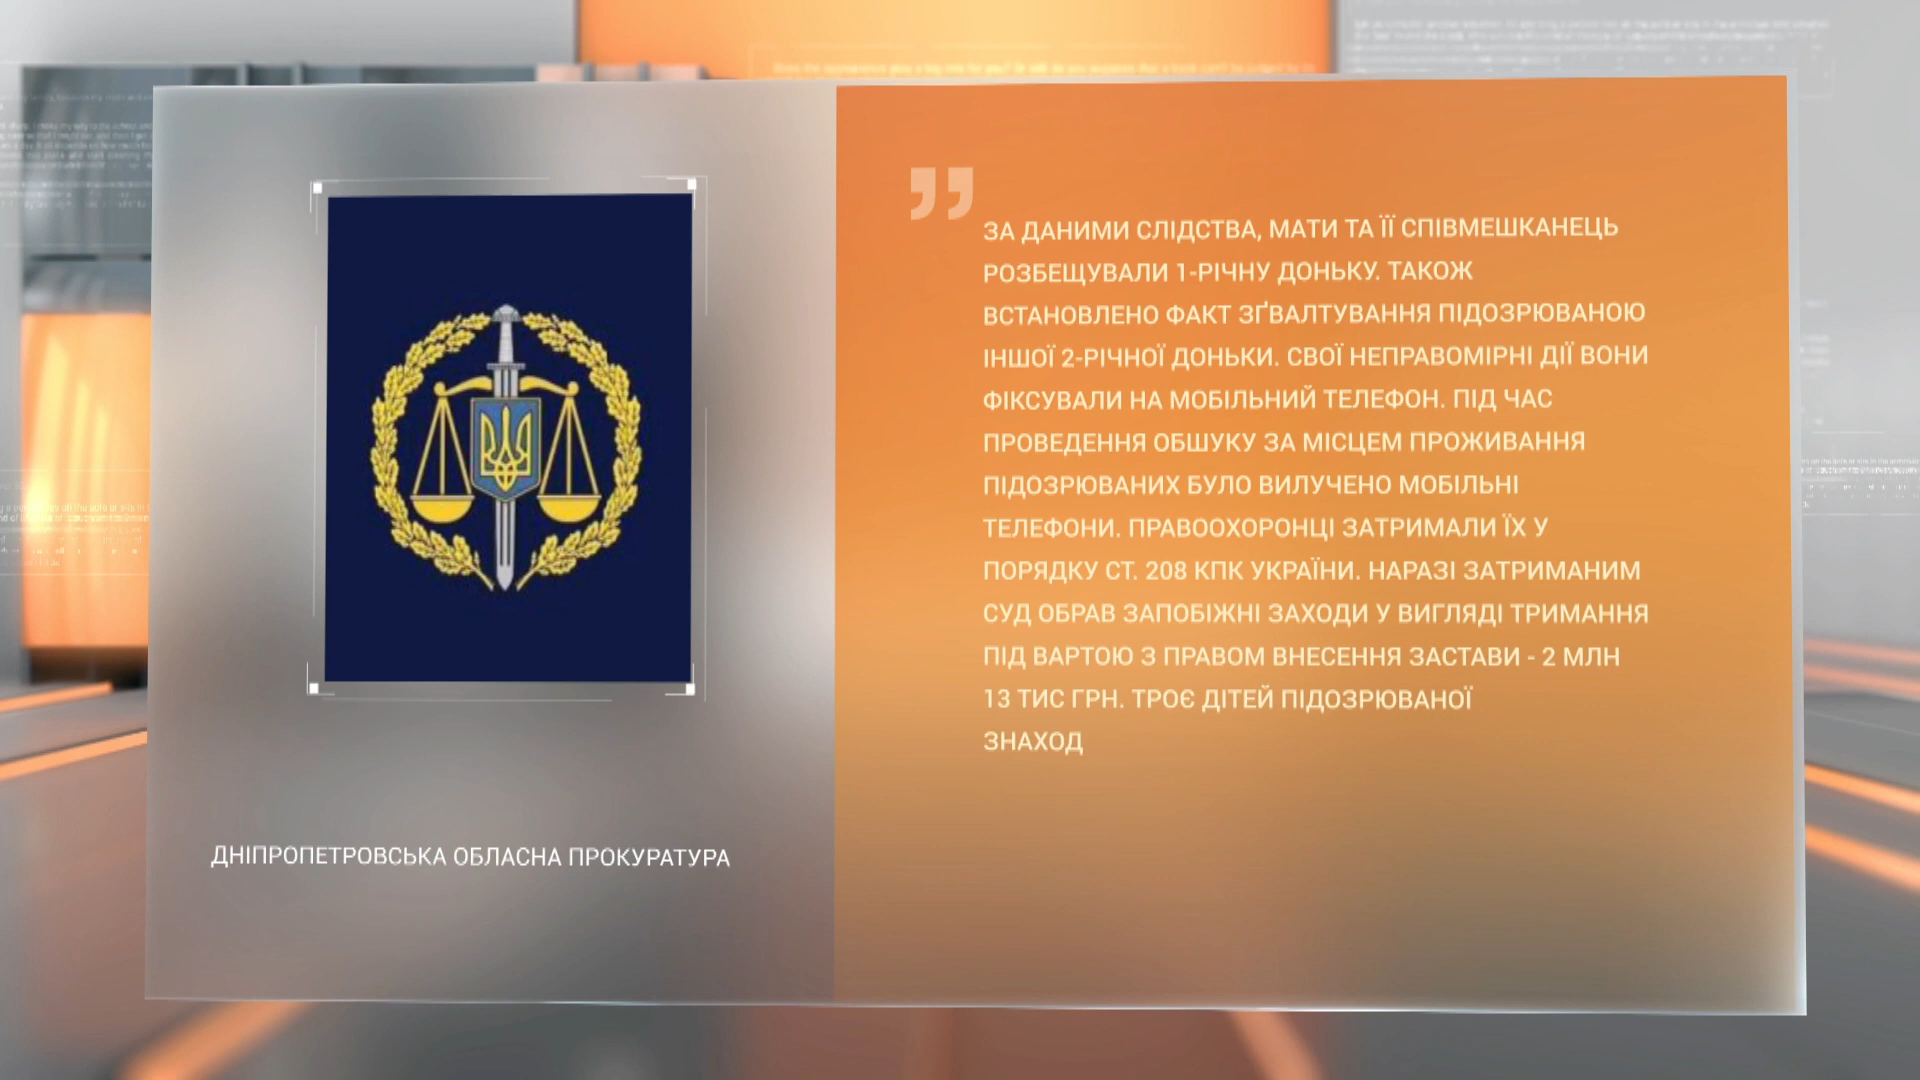 ЗА ДАНИМИ СЛІДСТВА, МАТИ ТА ЇЇ СПІВМЕШКАНЕЦЬ
РОЗБЕЩУВАЛИ 1-РІЧНУ ДОНЬКУ. ТАКОЖ
ВСТАНОВЛЕНО ФАКТ ЗҐВАЛТУВАННЯ ПІДОЗРЮВАНОЮ
ІНШОЇ 2-РІЧНОЇ ДОНЬКИ. СВОЇ НЕПРАВОМІРНІ ДІЇ ВОНИ
ФІКСУВАЛИ НА МОБІЛЬНИЙ ТЕЛЕФОН. ПІД ЧАС
ПРОВЕДЕННЯ ОБШУКУ ЗА МІСЦЕМ ПРОЖИВАННЯ
ПІДОЗРЮВАНИХ БУЛО ВИЛУЧЕНО МОБІЛЬНІ
ТЕЛЕФОНИ. ПРАВООХОРОНЦІ ЗАТРИМАЛИ ЇХ У
ПОРЯДКУ СТ. 208 КПК УКРАЇНИ. НАРАЗІ ЗАТРИМАНИМ
СУД ОБРАВ ЗАПОБІЖНІ ЗАХОДИ У ВИГЛЯДІ ТРИМАННЯ
ПІД ВАРТОЮ З ПРАВОМ ВНЕСЕННЯ ЗАСТАВИ - 2 МЛН
13 ТИС ГРН. ТРОЄ ДІТЕЙ ПІДОЗРЮВАНОЇ
ЗНАХОД
ДНІПРОПЕТРОВСЬКА ОБЛАСНА ПРОКУРАТУРА